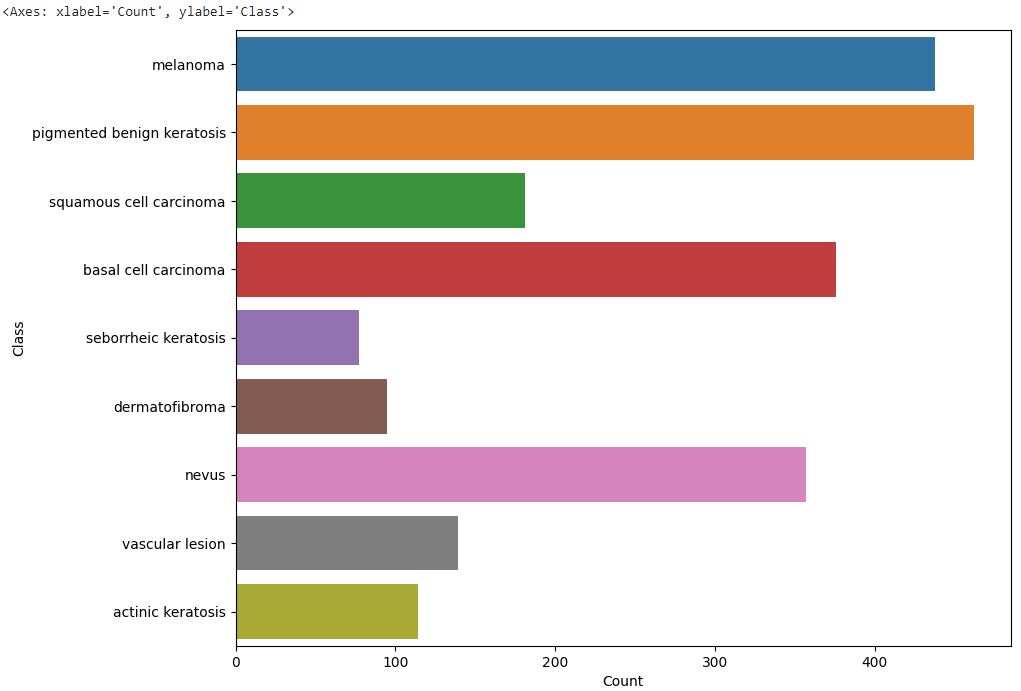 <Axes: xlabel='Count', ylabel='Class'>
melanoma
pigmented benign keratosis
squamous cell carcinoma
basal cell carcinoma
seborrheic keratosis
dermatofibroma
nevus
vascular lesion
actinic keratosis
Class
0 100 200 300 400
Count